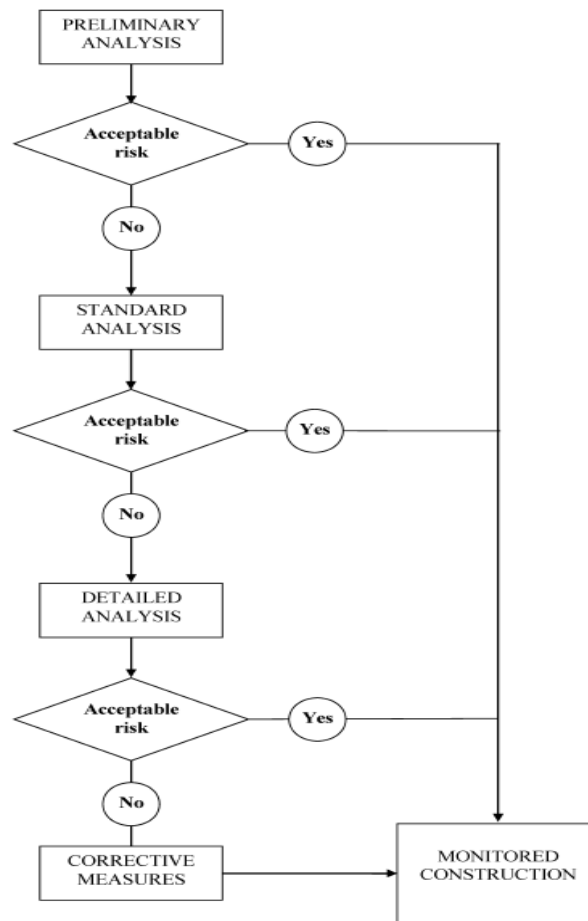 PRELIMINARY
ANALYSIS
Acceptable
risk
Yes
No
STANDARD
ANALYSIS
Acceptable
risk
Yes
No
DETAILED
ANALYSIS
Acceptable
risk
Yes
No
CORRECTIVE
MEASURES
MONITORED
CONSTRUCTION